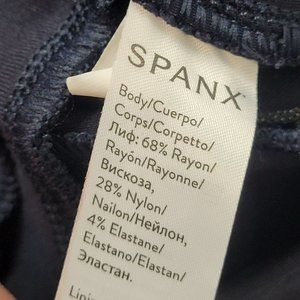 SPANX
Body/Cuerpo/
Corps/Corpetto/
Лиф: 68% Rayon/
Rayón/Rayonne/
Вискоза,
28% Nylon/
Nailon/Нейлон,
4% Elastane/
Elastano/Elastan/
Эластан.